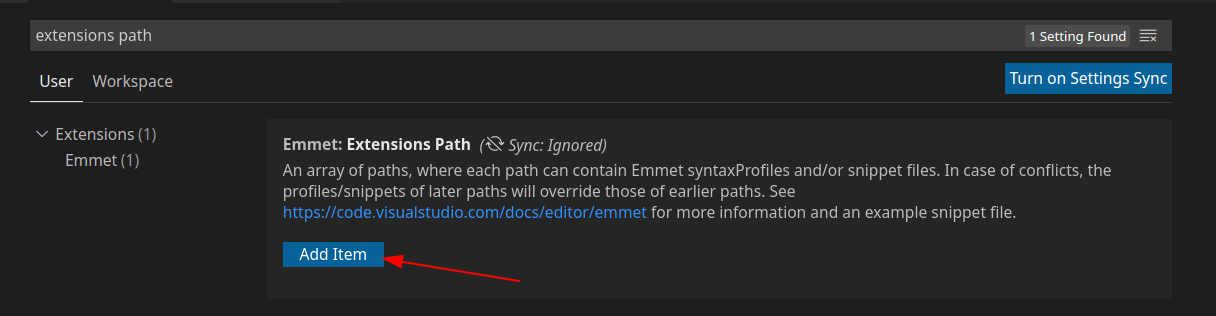 extensions path
1 Setting Found
User
Workspace
Turn on Settings Sync
Extensions (1)
Emmet (1)
Emmet: Extensions Path ( Sync: Ignored)
An array of paths, where each path can contain Emmet syntaxProfiles and/or snippet files. In case of conflicts, the
profiles/snippets of later paths will override those of earlier paths. See
https://code.visualstudio.com/docs/editor/emmet for more information and an example snippet file.
Add Item